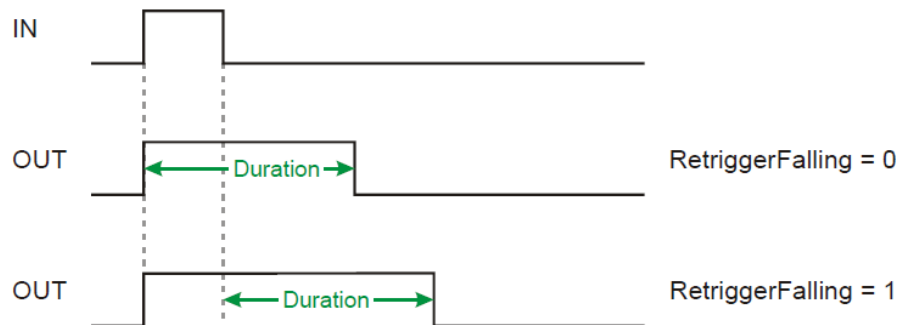 IN
OUT
Duration
RetriggerFalling = 0
OUT
Duration
RetriggerFalling = 1